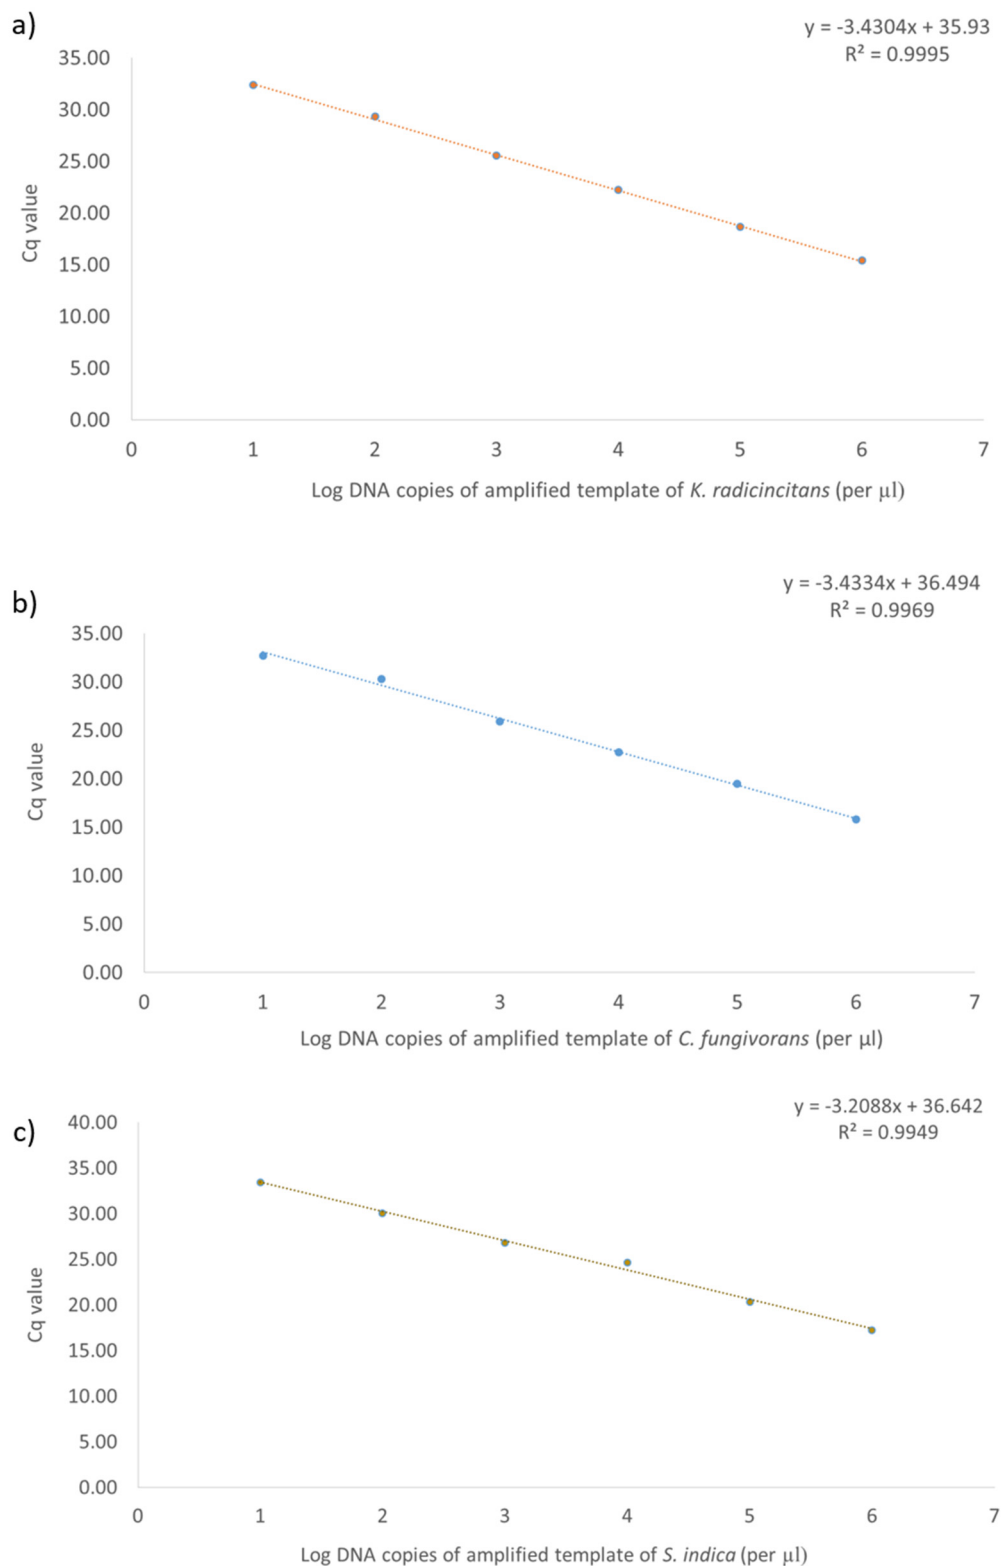 a)
y = -3.4304x + 35.93
R² = 0.9995
35.00
30.00
25.00
20.00
15.00
10.00
5.00
0.00
Cq value
0 1 2 3 4 5 6 7
Log DNA copies of amplified template of K. radicincitans (per μl)
b)
y = -3.4334x + 36.494
R² = 0.9969
35.00
30.00
25.00
20.00
15.00
10.00
5.00
0.00
Cq value
0 1 2 3 4 5 6 7
Log DNA copies of amplified template of C. fungivorans (per μl)
c)
y = -3.2088x + 36.642
R² = 0.9949
40.00
35.00
30.00
25.00
20.00
15.00
10.00
5.00
0.00
Cq value
0 1 2 3 4 5 6 7
Log DNA copies of amplified template of S. indica (per μl)